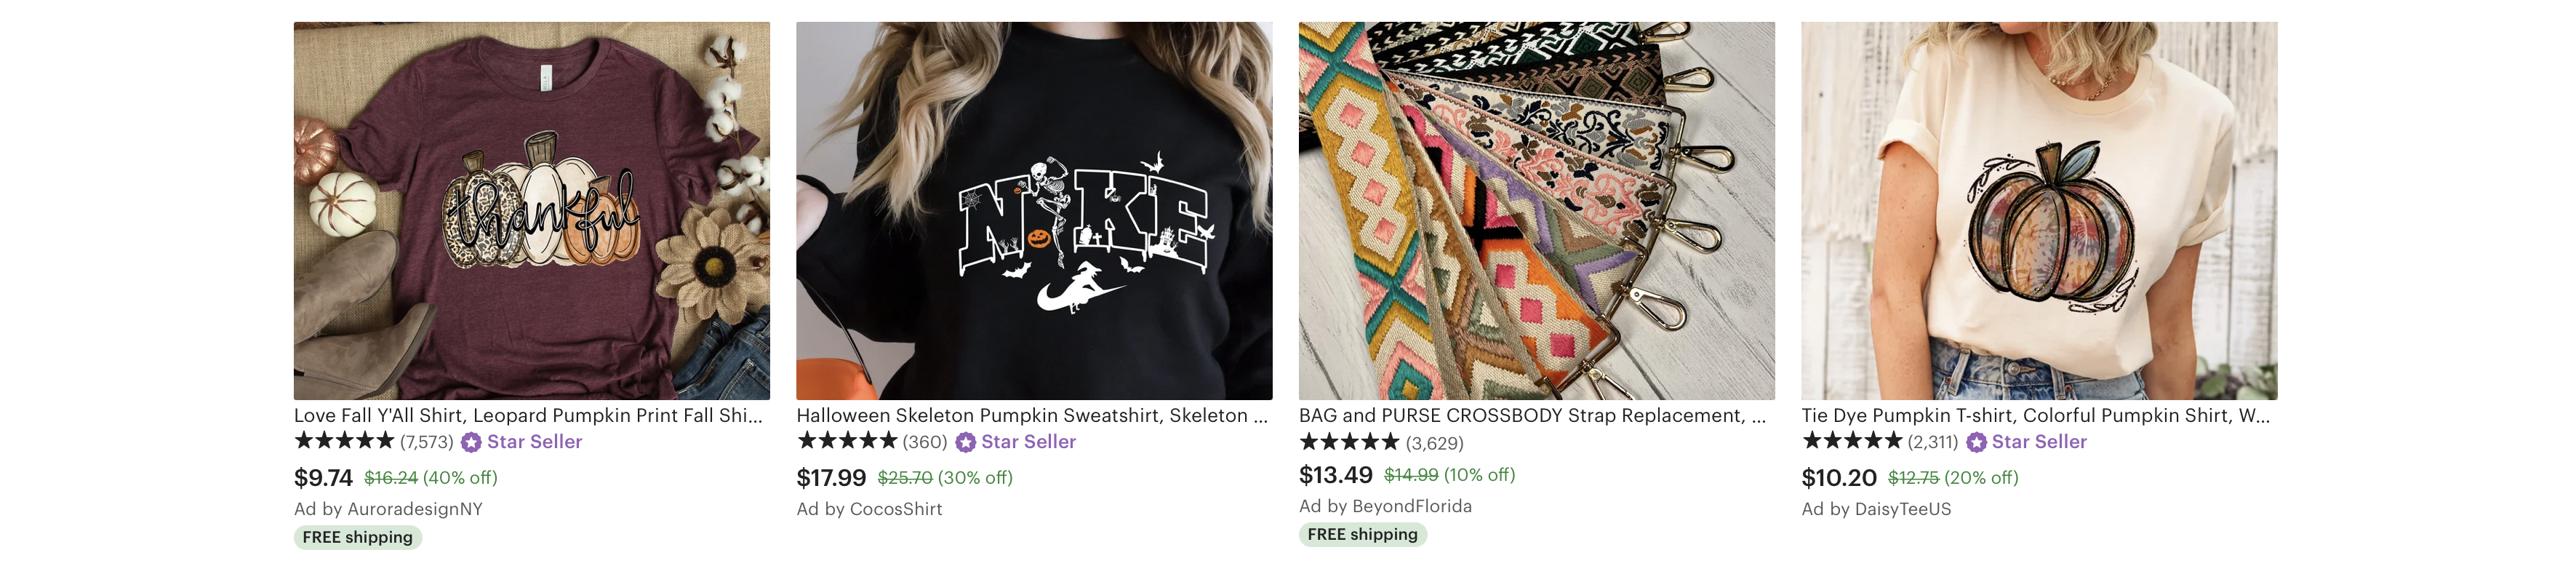 thankful
NIKE
Love Fall Y'All Shirt, Leopard Pumpkin Print Fall Shi...
(7,573) Star Seller
$9.74 $16.24 (40% off)
Ad by AuroradesignNY
FREE shipping
Halloween Skeleton Pumpkin Sweatshirt, Skeleton ...
(360) Star Seller
$17.99 $25.70 (30% off)
Ad by CocosShirt
BAG and PURSE CROSSBODY Strap Replacement, ...
(3,629)
$13.49 $14.99 (10% off)
Ad by BeyondFlorida
FREE shipping
Tie Dye Pumpkin T-shirt, Colorful Pumpkin Shirt, W...
(2,311) Star Seller
$10.20 $12.75 (20% off)
Ad by DaisyTeeUS